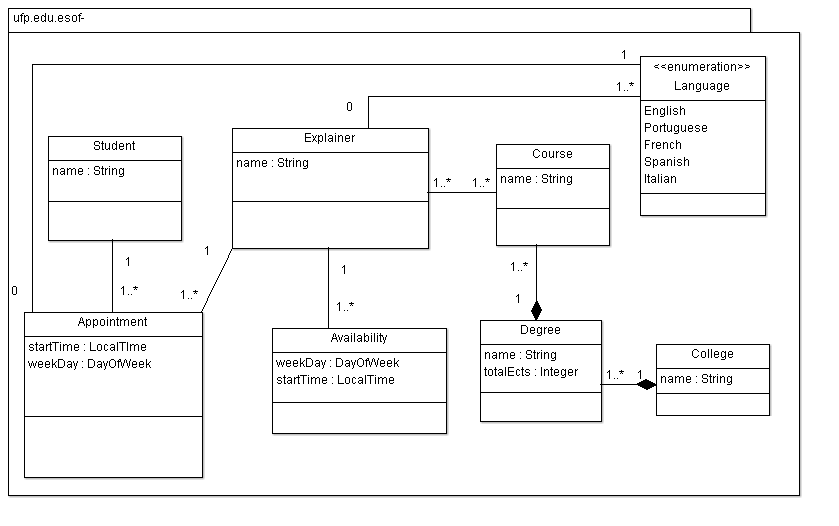 ufp.edu.esof-
1
<<enumeration>>
Language
1..*
English
Portuguese
French
Spanish
Italian
0
Student
name : String
Explainer
name : String
Course
name : String
1..*
1..*
1
1..*
1
1..*
1
1..*
1..*
1
0
Appointment
startTime : LocalTIme
weekDay : DayOfWeek
Availability
weekDay : DayOfWeek
startTime : LocalTime
Degree
name : String
totalEcts : Integer
1..*
1
College
name : String